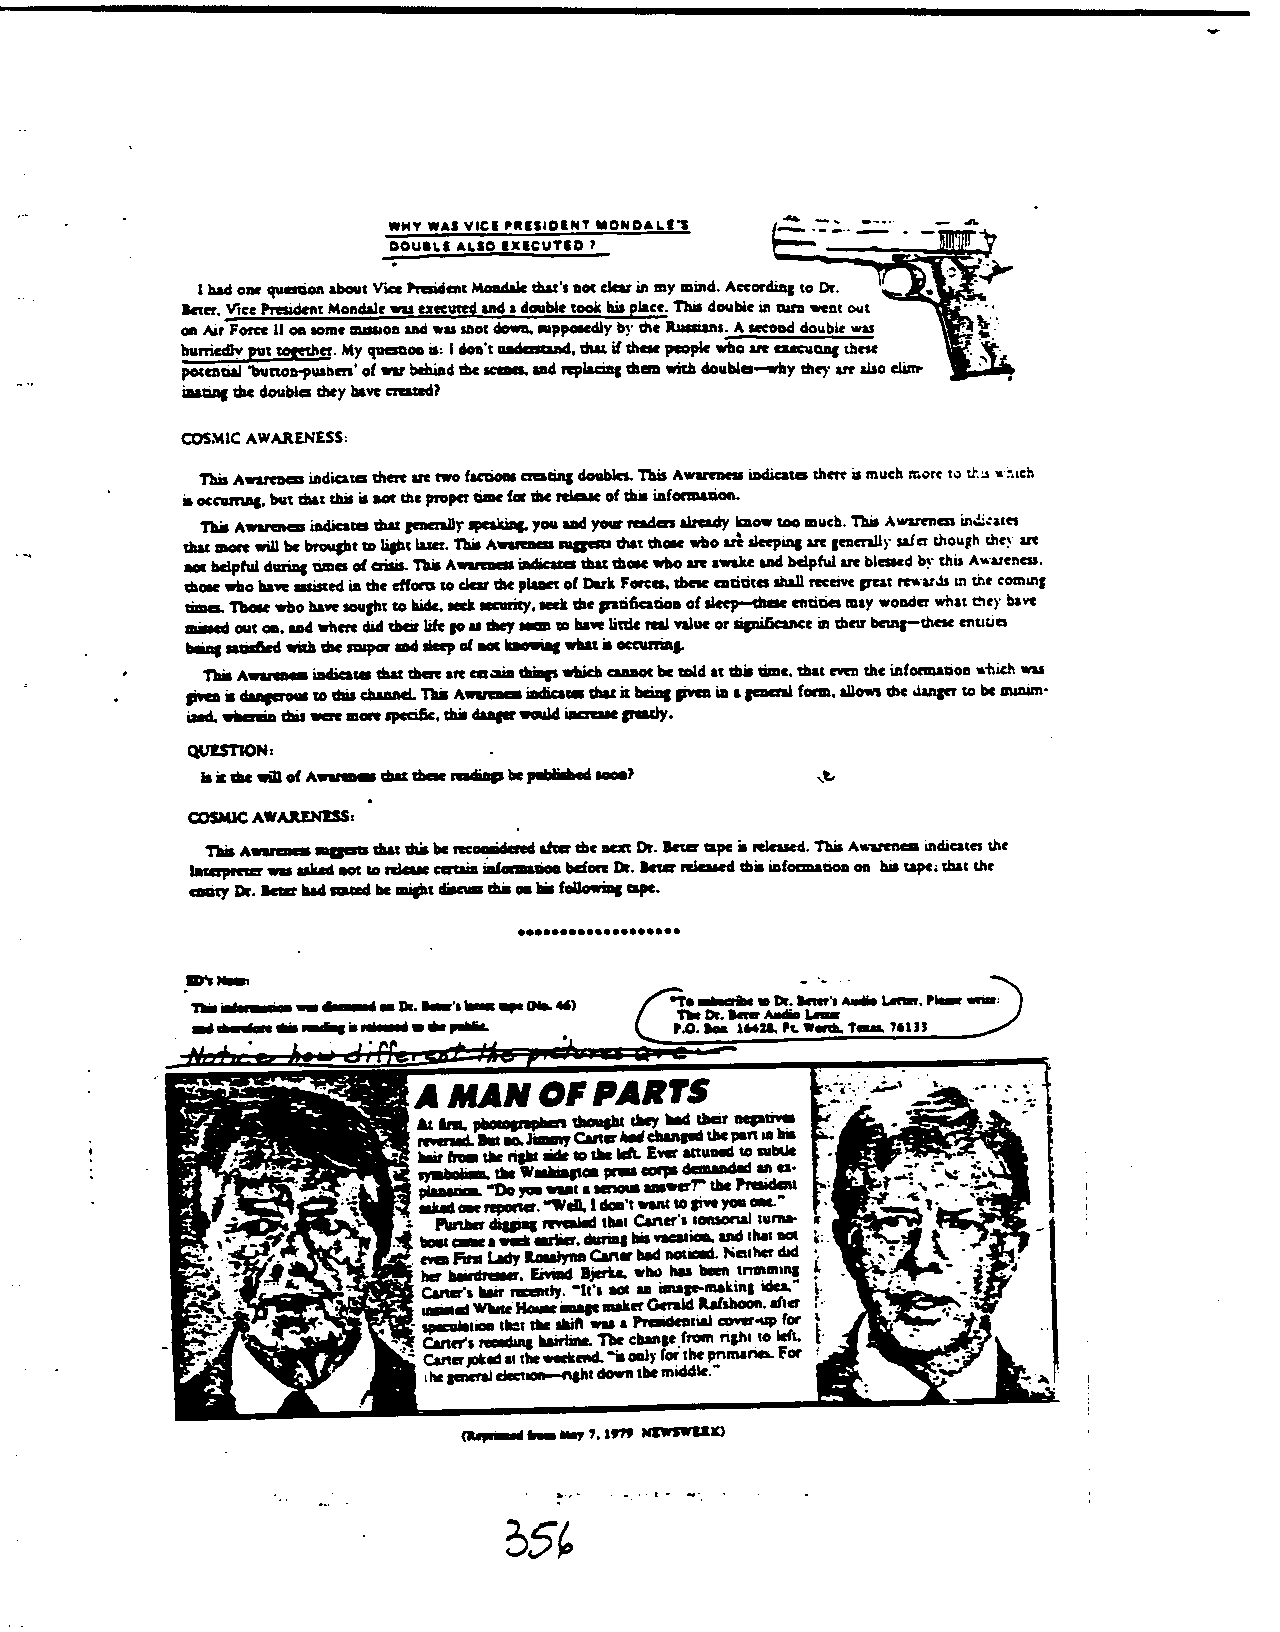 WHY WAS VICE PRESIDENT MONDALE'S
DOUBLE ALSO EXECUTED ?
I had one question about Vice President Mondale that's not clear in my mind. According to Dr.
Beter, Vice President Mondale was executed and a double took his place. This double in turn went out
on Air Force II on some mission and was shot down, supposedly by the Russians. A second double was
hurriedly put together. My question is: I don't understand, that if these people who are executing these
potential 'button-pushers' of war behind the scenes, and replacing them with doubles—why they are also elim-
inating the doubles they have created?
COSMIC AWARENESS:
This Awareness indicates there are two factions creating doubles. This Awareness indicates there is much more to this which
is occurring, but that this is not the proper time for the release of this information.
This Awareness indicates that generally speaking, you and your readers already know too much. This Awareness indicates
that more will be brought to light later. This Awareness suggests that those who are sleeping are generally safer though they are
not helpful during times of crisis. This Awareness indicates that those who are awake and helpful are blessed by this Awareness,
those who have assisted in the efforts to clear the planet of Dark Forces, these entitites shall receive great rewards in the coming
times. Those who have sought to hide, seek security, seek the gratification of sleep—these entities may wonder what they have
missed out on, and where did their life go as they seem to have little real value or significance in their being—these entities
being satisfied with the stupor and sleep of not knowing what is occurring.
This Awareness indicates that there are certain things which cannot be told at this time, that even the information which was
given is dangerous to this channel. This Awareness indicates that it being given in a general form, allows the danger to be minim-
ized, wherein this were more specific, this danger would increase greatly.
QUESTION:
Is it the will of Awareness that these readings be published soon?
COSMIC AWARENESS:
This Awareness suggests that this be reconsidered after the next Dr. Beter tape is released. This Awareness indicates the
Interpreter was asked not to release certain information before Dr. Beter released this information on his tape; that the
entity Dr. Beter had stated he might discuss this on his following tape.
*******************
ED's Note:
This information was discussed on Dr. Beter's latest tape (No. 46)
and therefore this reading is released to the public.
*To subscribe to Dr. Beter's Audio Letter, Please write:
The Dr. Beter Audio Letter
P.O. Box 16428, Ft. Worth, Texas, 76133
Notice how different the pictures are
A MAN OF PARTS
At first, photographers thought they had their negatives
reversed. But no, Jimmy Carter had changed the part in his
hair from the right side to the left. Ever attuned to subtle
symbolism, the Washington press corps demanded an ex-
planation. "Do you want a serious answer?" the President
asked one reporter. "Well, I don't want to give you one."
Further digging revealed that Carter's tonsorial turna-
bout came a week earlier, during his vacation, and that not
even First Lady Rosalynn Carter had noticed. Neither did
her hairdresser, Eivind Bjerke, who has been trimming
Carter's hair recently. "It's not an image-making idea,"
insisted White House image maker Gerald Rafshoon, after
speculation that the shift was a Presidential cover-up for
Carter's receding hairline. The change from right to left,
Carter joked at the weekend, "is only for the primaries. For
the general election—right down the middle."
(Reprinted from May 7, 1979 NEWSWEEK)
356